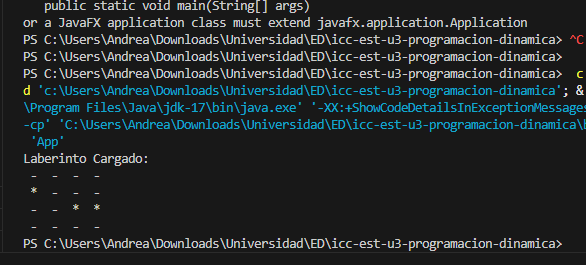 public static void main(String[] args)
or a JavaFX application class must extend javafx.application.Application
PS C:\Users\Andrea\Downloads\Universidad\ED\icc-est-u3-programacion-dinamica> ^C
PS C:\Users\Andrea\Downloads\Universidad\ED\icc-est-u3-programacion-dinamica>
PS C:\Users\Andrea\Downloads\Universidad\ED\icc-est-u3-programacion-dinamica>  c
d 'c:\Users\Andrea\Downloads\Universidad\ED\icc-est-u3-programacion-dinamica'; &
\Program Files\Java\jdk-17\bin\java.exe' '-XX:+ShowCodeDetailsInExceptionMessages
-cp' 'C:\Users\Andrea\Downloads\Universidad\ED\icc-est-u3-programacion-dinamica\
'App'
Laberinto Cargado:
- - - -
* - - -
- - * *
- - - -
PS C:\Users\Andrea\Downloads\Universidad\ED\icc-est-u3-programacion-dinamica>